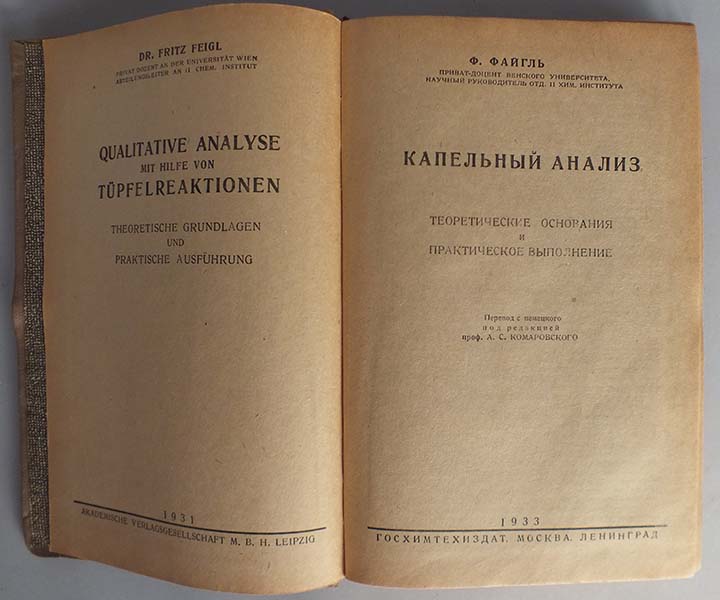 DR. FRITZ FEIGL
PRIVATDOZENT AN DER UNIVERSITÄT WIEN
ABTEILUNGSLEITER AN II CHEM. INSTITUT
QUALITATIVE ANALYSE
MIT HILFE VON
TÜPFELREAKTIONEN
THEORETISCHE GRUNDLAGEN
UND
PRAKTISCHE AUSFÜHRUNG
1931
AKADEMISCHE VERLAGSGESELLSCHAFT M. B. H. LEIPZIG
Ф. ФАЙГЛЬ
ПРИВАТ-ДОЦЕНТ ВЕНСКОГО УНИВЕРСИТЕТА,
НАУЧНЫЙ РУКОВОДИТЕЛЬ ОТД. II ХИМ. ИНСТИТУТА
КАПЕЛЬНЫЙ АНАЛИЗ
ТЕОРЕТИЧЕСКИЕ ОСНОВАНИЯ
И
ПРАКТИЧЕСКОЕ ВЫПОЛНЕНИЕ
Перевод с немецкого
под редакцией
проф. А. С. КОМАРОВСКОГО
1933
ГОСХИМТЕХИЗДАТ. МОСКВА. ЛЕНИНГРАД